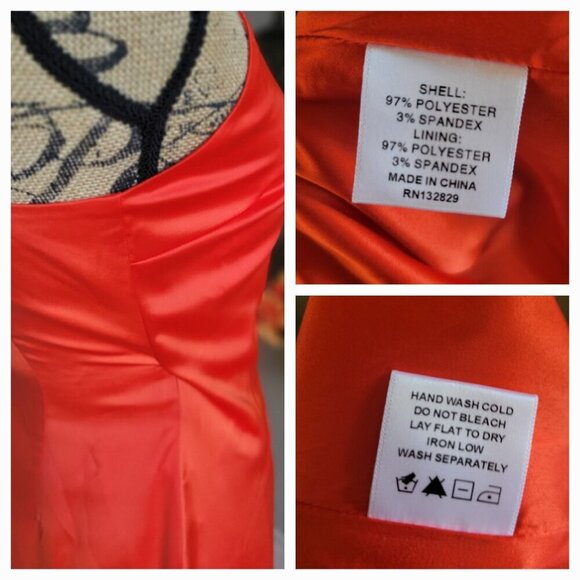 SHELL:
97% POLYESTER
3% SPANDEX
LINING:
97% POLYESTER
3% SPANDEX
MADE IN CHINA
RN132829
HAND WASH COLD
DO NOT BLEACH
LAY FLAT TO DRY
IRON LOW
WASH SEPARATELY